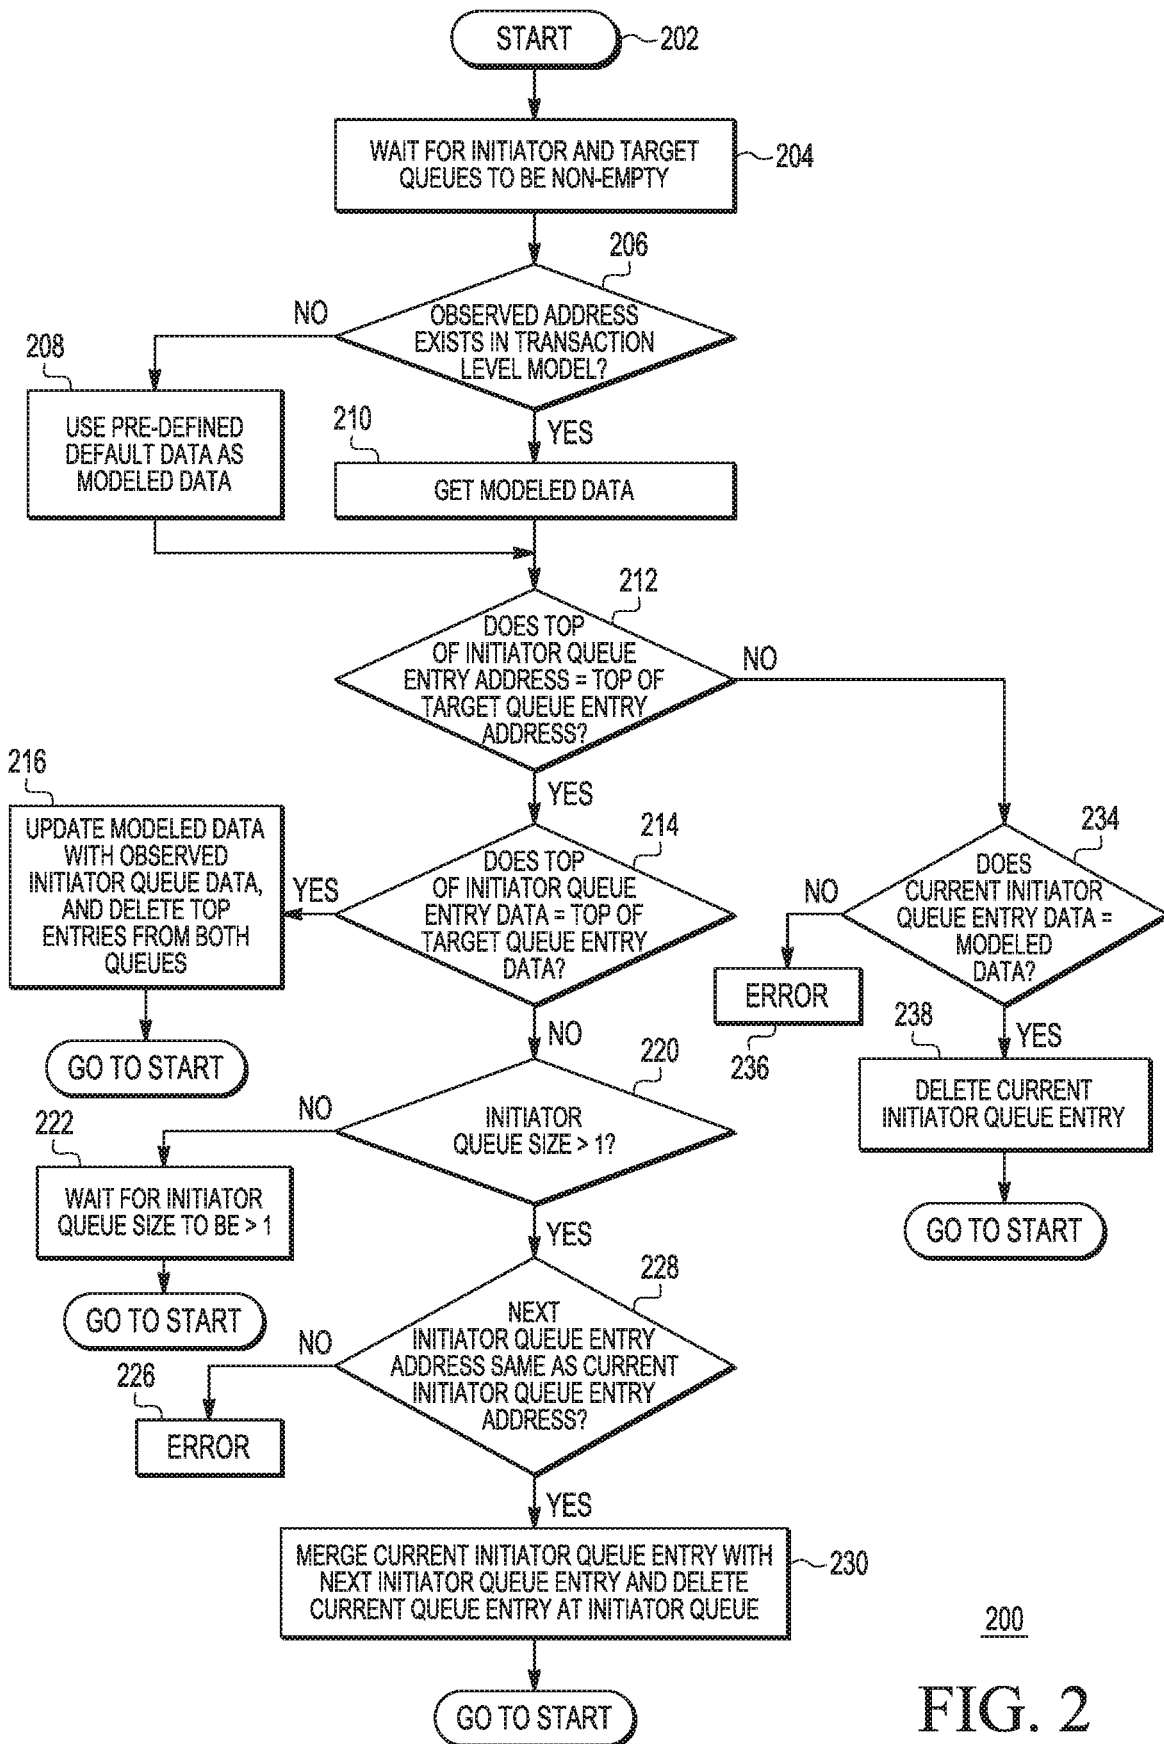 START
202
WAIT FOR INITIATOR AND TARGET
QUEUES TO BE NON-EMPTY
204
206
OBSERVED ADDRESS
EXISTS IN TRANSACTION
LEVEL MODEL?
NO
YES
208
USE PRE-DEFINED
DEFAULT DATA AS
MODELED DATA
210
GET MODELED DATA
212
DOES TOP
OF INITIATOR QUEUE
ENTRY ADDRESS = TOP OF
TARGET QUEUE ENTRY
ADDRESS?
NO
YES
214
DOES TOP
OF INITIATOR QUEUE
ENTRY DATA = TOP OF
TARGET QUEUE ENTRY
DATA?
YES
NO
216
UPDATE MODELED DATA
WITH OBSERVED
INITIATOR QUEUE DATA,
AND DELETE TOP
ENTRIES FROM BOTH
QUEUES
GO TO START
234
DOES
CURRENT INITIATOR
QUEUE ENTRY DATA =
MODELED
DATA?
NO
YES
ERROR
236
238
DELETE CURRENT
INITIATOR QUEUE ENTRY
GO TO START
220
INITIATOR
QUEUE SIZE > 1?
NO
YES
222
WAIT FOR INITIATOR
QUEUE SIZE TO BE > 1
GO TO START
228
NEXT
INITIATOR QUEUE ENTRY
ADDRESS SAME AS CURRENT
INITIATOR QUEUE ENTRY
ADDRESS?
NO
YES
226
ERROR
MERGE CURRENT INITIATOR QUEUE ENTRY WITH
NEXT INITIATOR QUEUE ENTRY AND DELETE
CURRENT QUEUE ENTRY AT INITIATOR QUEUE
230
GO TO START
200
FIG. 2